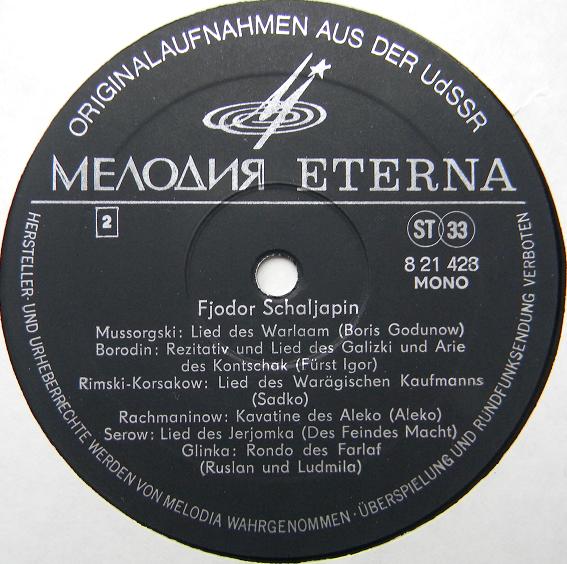 ORIGINALAUFNAHMEN AUS DER UdSSR
МЕЛОДИЯ ETERNA
2
ST 33
8 21 428
MONO
Fjodor Schaljapin
Mussorgski: Lied des Warlaam (Boris Godunow)
Borodin: Rezitativ und Lied des Galizki und Arie
des Kontschak (Fürst Igor)
Rimski-Korsakow: Lied des Warägischen Kaufmanns
(Sadko)
Rachmaninow: Kavatine des Aleko (Aleko)
Serow: Lied des Jerjomka (Des Feindes Macht)
Glinka: Rondo des Farlaf
(Ruslan und Ludmila)
HERSTELLER- UND URHEBERRECHTE WERDEN VON MELODIA WAHRGENOMMEN · ÜBERSPIELUNG UND RUNDFUNKSENDUNG VERBOTEN